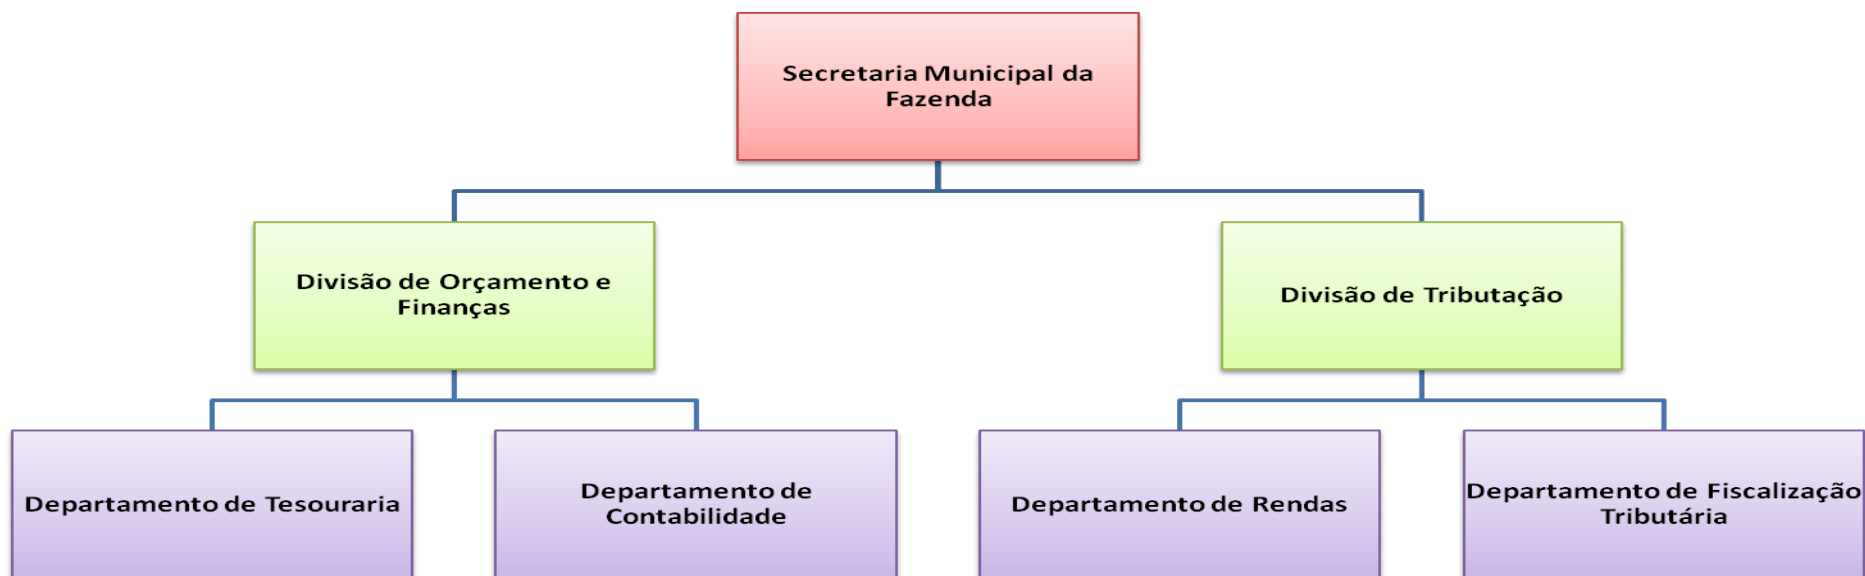 Secretaria Municipal da
Fazenda
Divisão de Orçamento e
Finanças
Divisão de Tributação
Departamento de Tesouraria
Departamento de
Contabilidade
Departamento de Rendas
Departamento de Fiscalização
Tributária